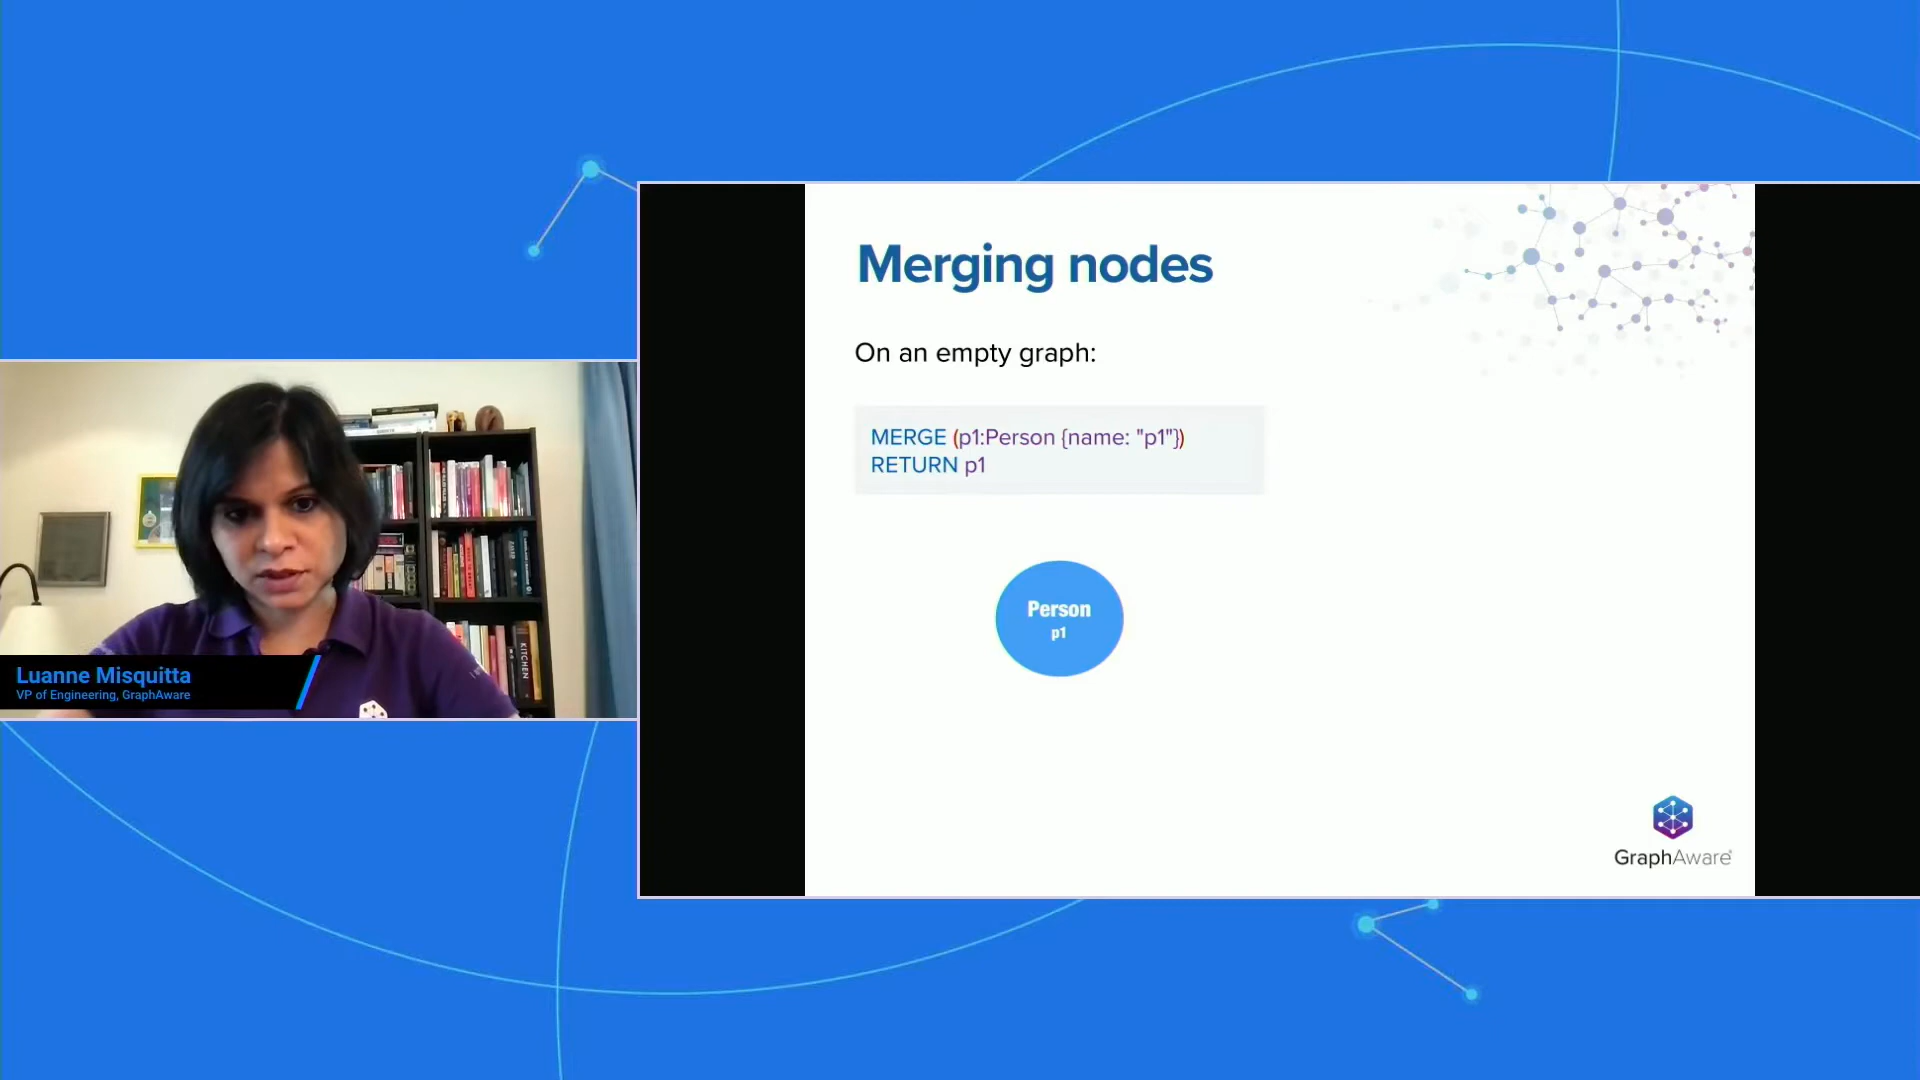 Merging nodes
On an empty graph:
MERGE (p1:Person {name: "p1"})
RETURN p1
Person
p1
GraphAware
KITCHEN
Luanne Misquitta
VP of Engineering, GraphAware